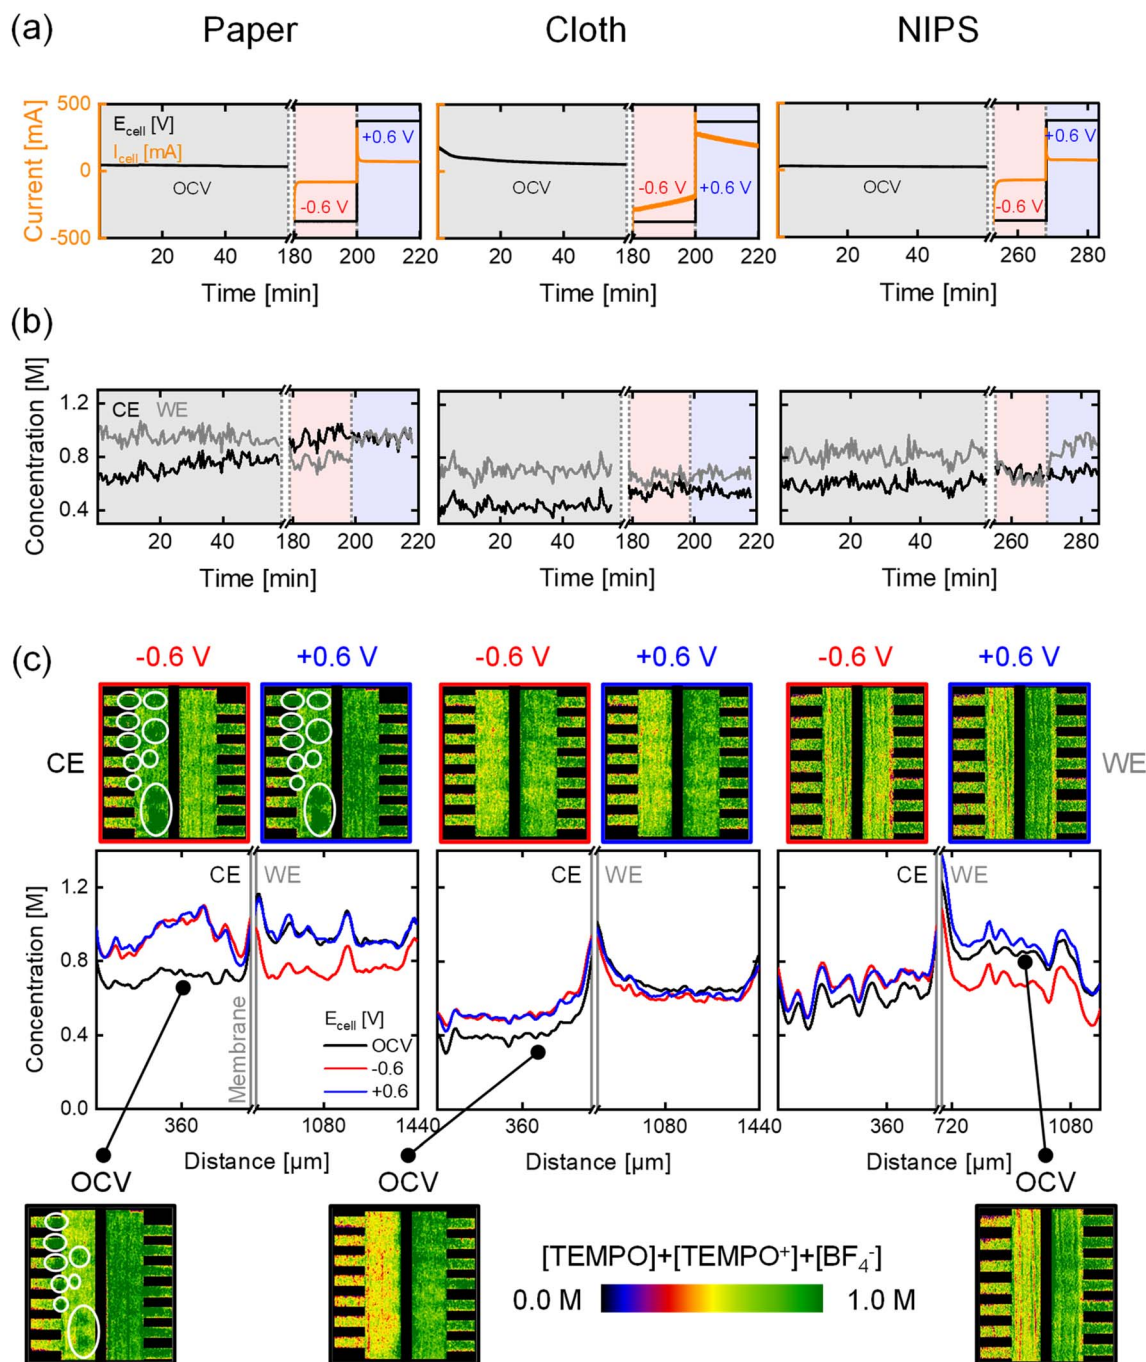 (a)
Paper Cloth NIPS
Current [mA]
500
0
-500
E_cell [V]
I_cell [mA]
OCV
-0.6 V
+0.6 V
OCV
-0.6 V
+0.6 V
OCV
-0.6 V
+0.6 V
20 40 180 200 220
20 40 180 200 220
20 40 260 280
Time [min] Time [min] Time [min]
(b)
Concentration [M]
1.2
0.8
0.4
CE WE
20 40 180 200 220
20 40 180 200 220
20 40 260 280
Time [min] Time [min] Time [min]
(c)
-0.6 V +0.6 V -0.6 V +0.6 V -0.6 V +0.6 V
CE
WE
Concentration [M]
1.2
0.8
0.4
0.0
CE WE
CE WE
CE WE
Membrane
E_cell [V]
OCV
-0.6
+0.6
360 1080 1440
360 1080 1440
360 720 1080
Distance [µm] Distance [µm] Distance [µm]
OCV OCV OCV
[TEMPO]+[TEMPO⁺]+[BF₄⁻]
0.0 M 1.0 M